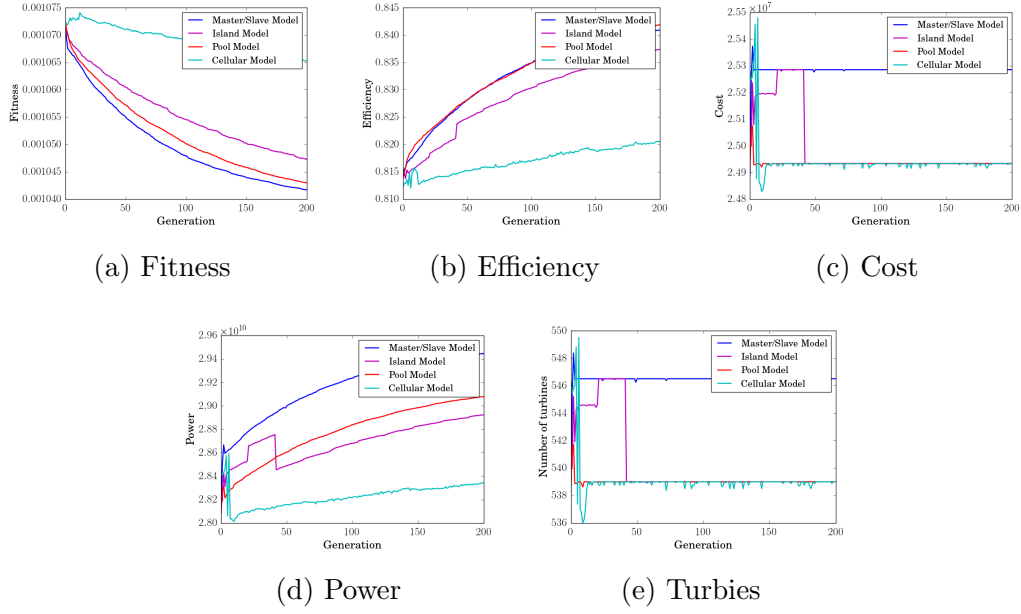 0.001075
0.001070
0.001065
0.001060
0.001055
0.001050
0.001045
0.001040
Fitness
0 50 100 150 200
Generation
Master/Slave Model
Island Model
Pool Model
Cellular Model
(a) Fitness
0.845
0.840
0.835
0.830
0.825
0.820
0.815
0.810
Efficiency
0 50 100 150 200
Generation
Master/Slave Model
Island Model
Pool Model
Cellular Model
(b) Efficiency
×10⁷
2.55
2.54
2.53
2.52
2.51
2.50
2.49
2.48
Cost
0 50 100 150 200
Generation
Master/Slave Model
Island Model
Pool Model
Cellular Model
(c) Cost
×10¹⁰
2.96
2.94
2.92
2.90
2.88
2.86
2.84
2.82
2.80
Power
0 50 100 150 200
Generation
Master/Slave Model
Island Model
Pool Model
Cellular Model
(d) Power
550
548
546
544
542
540
538
536
Number of turbines
0 50 100 150 200
Generation
Master/Slave Model
Island Model
Pool Model
Cellular Model
(e) Turbies